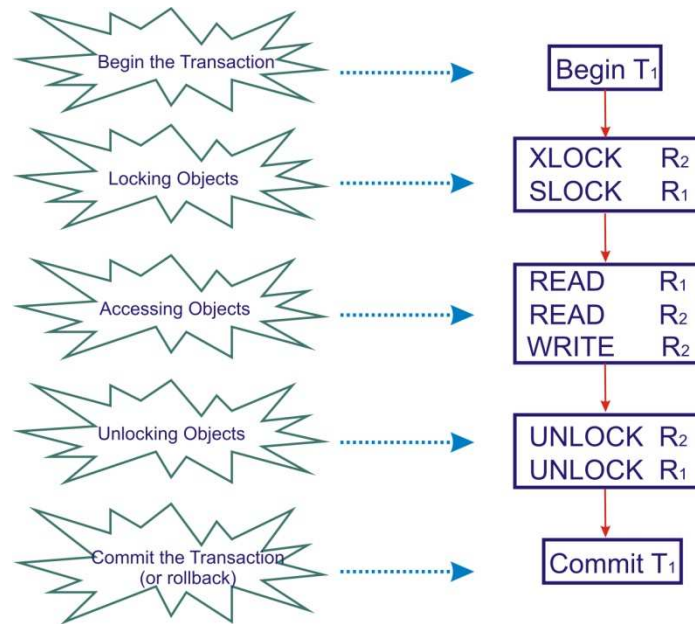 Begin the Transaction
Begin T₁
Locking Objects
XLOCK R₂
SLOCK R₁
Accessing Objects
READ R₁
READ R₂
WRITE R₂
Unlocking Objects
UNLOCK R₂
UNLOCK R₁
Commit the Transaction
(or rollback)
Commit T₁